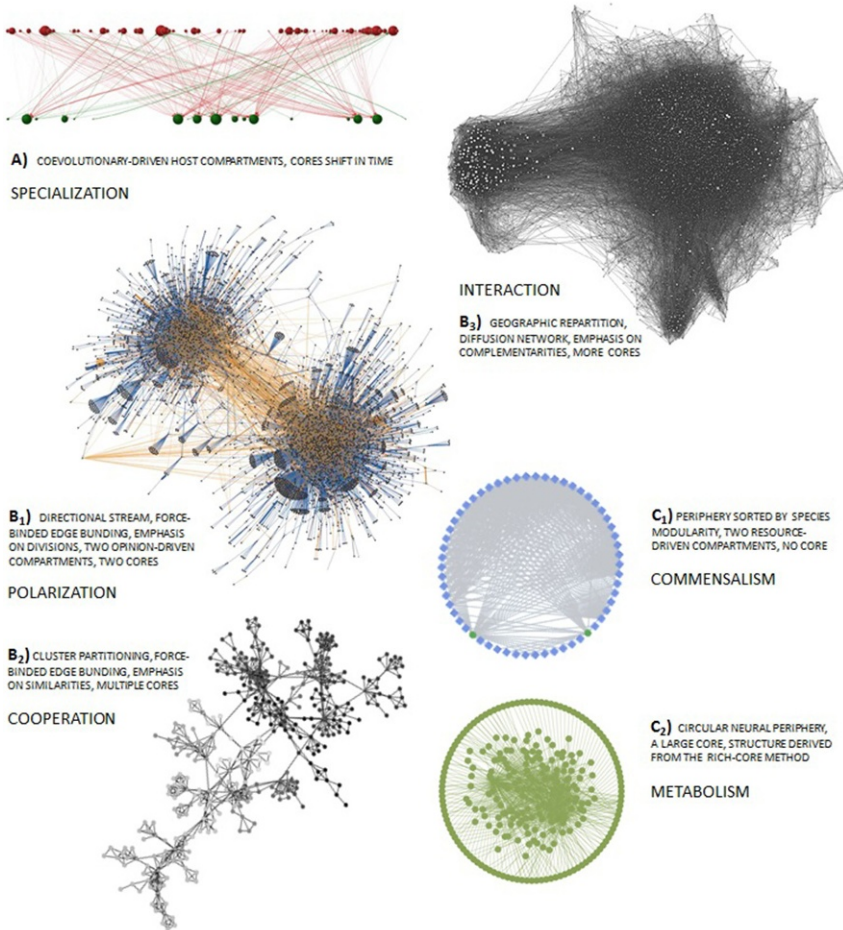 A) COEVOLUTIONARY-DRIVEN HOST COMPARTMENTS, CORES SHIFT IN TIME
SPECIALIZATION
INTERACTION
B3) GEOGRAPHIC REPARTITION,
DIFFUSION NETWORK, EMPHASIS ON
COMPLEMENTARITIES, MORE CORES
B1) DIRECTIONAL STREAM, FORCE-
BINDED EDGE BUNDING, EMPHASIS
ON DIVISIONS, TWO OPINION-DRIVEN
COMPARTMENTS, TWO CORES
POLARIZATION
C1) PERIPHERY SORTED BY SPECIES
MODULARITY, TWO RESOURCE-
DRIVEN COMPARTMENTS, NO CORE
COMMENSALISM
B2) CLUSTER PARTITIONING, FORCE-
BINDED EDGE BUNDING, EMPHASIS
ON SIMILARITIES, MULTIPLE CORES
COOPERATION
C2) CIRCULAR NEURAL PERIPHERY,
A LARGE CORE, STRUCTURE DERIVED
FROM THE RICH-CORE METHOD
METABOLISM